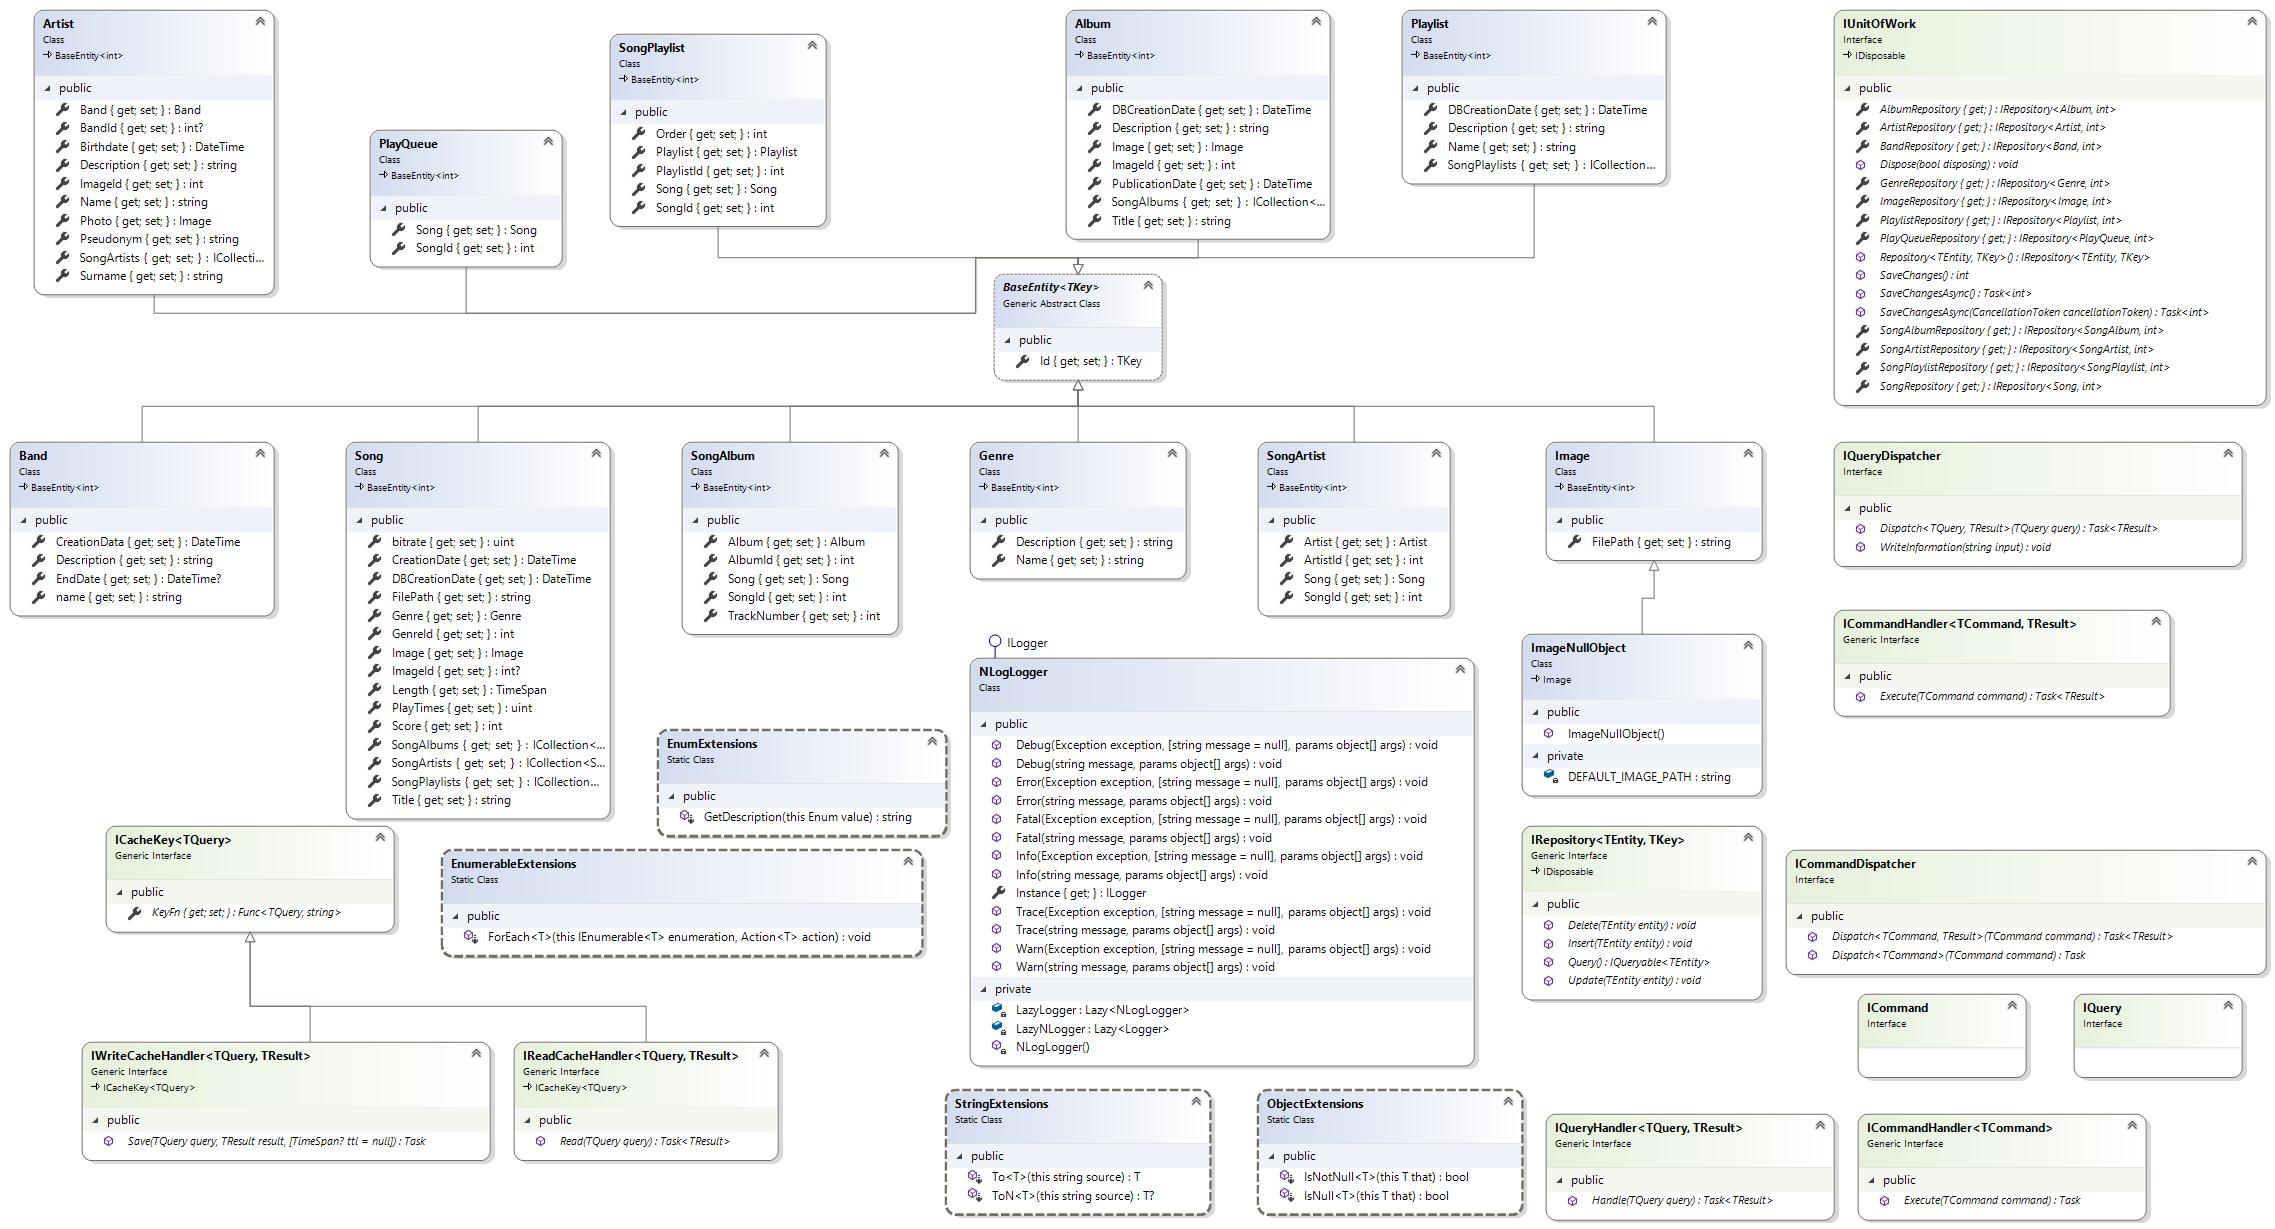 Artist
Class
BaseEntity<int>
public
Band { get; set; } : Band
BandId { get; set; } : int?
Birthdate { get; set; } : DateTime
Description { get; set; } : string
ImageId { get; set; } : int
Name { get; set; } : string
Photo { get; set; } : Image
Pseudonym { get; set; } : string
SongArtists { get; set; } : ICollecti...
Surname { get; set; } : string
PlayQueue
Class
BaseEntity<int>
public
Song { get; set; } : Song
SongId { get; set; } : int
SongPlaylist
Class
BaseEntity<int>
public
Order { get; set; } : int
Playlist { get; set; } : Playlist
PlaylistId { get; set; } : int
Song { get; set; } : Song
SongId { get; set; } : int
Album
Class
BaseEntity<int>
public
DBCreationDate { get; set; } : DateTime
Description { get; set; } : string
Image { get; set; } : Image
ImageId { get; set; } : int
PublicationDate { get; set; } : DateTime
SongAlbums { get; set; } : ICollection<...
Title { get; set; } : string
Playlist
Class
BaseEntity<int>
public
DBCreationDate { get; set; } : DateTime
Description { get; set; } : string
Name { get; set; } : string
SongPlaylists { get; set; } : ICollection...
IUnitOfWork
Interface
IDisposable
public
AlbumRepository { get; } : IRepository<Album, int>
ArtistRepository { get; } : IRepository<Artist, int>
BandRepository { get; } : IRepository<Band, int>
Dispose(bool disposing) : void
GenreRepository { get; } : IRepository<Genre, int>
ImageRepository { get; } : IRepository<Image, int>
PlaylistRepository { get; } : IRepository<Playlist, int>
PlayQueueRepository { get; } : IRepository<PlayQueue, int>
Repository<TEntity, TKey>() : IRepository<TEntity, TKey>
SaveChanges() : int
SaveChangesAsync() : Task<int>
SaveChangesAsync(CancellationToken cancellationToken) : Task<int>
SongAlbumRepository { get; } : IRepository<SongAlbum, int>
SongArtistRepository { get; } : IRepository<SongArtist, int>
SongPlaylistRepository { get; } : IRepository<SongPlaylist, int>
SongRepository { get; } : IRepository<Song, int>
BaseEntity<TKey>
Generic Abstract Class
public
Id { get; set; } : TKey
Band
Class
BaseEntity<int>
public
CreationData { get; set; } : DateTime
Description { get; set; } : string
EndDate { get; set; } : DateTime?
name { get; set; } : string
Song
Class
BaseEntity<int>
public
bitrate { get; set; } : uint
CreationDate { get; set; } : DateTime
DBCreationDate { get; set; } : DateTime
FilePath { get; set; } : string
Genre { get; set; } : Genre
GenreId { get; set; } : int
Image { get; set; } : Image
ImageId { get; set; } : int?
Length { get; set; } : TimeSpan
PlayTimes { get; set; } : uint
Score { get; set; } : int
SongAlbums { get; set; } : ICollection<...
SongArtists { get; set; } : ICollection<S...
SongPlaylists { get; set; } : ICollection...
Title { get; set; } : string
SongAlbum
Class
BaseEntity<int>
public
Album { get; set; } : Album
AlbumId { get; set; } : int
Song { get; set; } : Song
SongId { get; set; } : int
TrackNumber { get; set; } : int
Genre
Class
BaseEntity<int>
public
Description { get; set; } : string
Name { get; set; } : string
SongArtist
Class
BaseEntity<int>
public
Artist { get; set; } : Artist
ArtistId { get; set; } : int
Song { get; set; } : Song
SongId { get; set; } : int
Image
Class
BaseEntity<int>
public
FilePath { get; set; } : string
IQueryDispatcher
Interface
public
Dispatch<TQuery, TResult>(TQuery query) : Task<TResult>
WriteInformation(string input) : void
ICommandHandler<TCommand, TResult>
Generic Interface
public
Execute(TCommand command) : Task<TResult>
ILogger
NLogLogger
Class
public
Debug(Exception exception, [string message = null], params object[] args) : void
Debug(string message, params object[] args) : void
Error(Exception exception, [string message = null], params object[] args) : void
Error(string message, params object[] args) : void
Fatal(Exception exception, [string message = null], params object[] args) : void
Fatal(string message, params object[] args) : void
Info(Exception exception, [string message = null], params object[] args) : void
Info(string message, params object[] args) : void
Instance { get; } : ILogger
Trace(Exception exception, [string message = null], params object[] args) : void
Trace(string message, params object[] args) : void
Warn(Exception exception, [string message = null], params object[] args) : void
Warn(string message, params object[] args) : void
private
LazyLogger : Lazy<NLogLogger>
LazyNLogger : Lazy<Logger>
NLogLogger()
ImageNullObject
Class
Image
public
ImageNullObject()
private
DEFAULT_IMAGE_PATH : string
EnumExtensions
Static Class
public
GetDescription(this Enum value) : string
ICacheKey<TQuery>
Generic Interface
public
KeyFn { get; set; } : Func<TQuery, string>
EnumerableExtensions
Static Class
public
ForEach<T>(this IEnumerable<T> enumeration, Action<T> action) : void
IRepository<TEntity, TKey>
Generic Interface
IDisposable
public
Delete(TEntity entity) : void
Insert(TEntity entity) : void
Query() : IQueryable<TEntity>
Update(TEntity entity) : void
ICommandDispatcher
Interface
public
Dispatch<TCommand, TResult>(TCommand command) : Task<TResult>
Dispatch<TCommand>(TCommand command) : Task
ICommand
Interface
IQuery
Interface
IWriteCacheHandler<TQuery, TResult>
Generic Interface
ICacheKey<TQuery>
public
Save(TQuery query, TResult result, [TimeSpan? ttl = null]) : Task
IReadCacheHandler<TQuery, TResult>
Generic Interface
ICacheKey<TQuery>
public
Read(TQuery query) : Task<TResult>
StringExtensions
Static Class
public
To<T>(this string source) : T
ToN<T>(this string source) : T?
ObjectExtensions
Static Class
public
IsNotNull<T>(this T that) : bool
IsNull<T>(this T that) : bool
IQueryHandler<TQuery, TResult>
Generic Interface
public
Handle(TQuery query) : Task<TResult>
ICommandHandler<TCommand>
Generic Interface
public
Execute(TCommand command) : Task